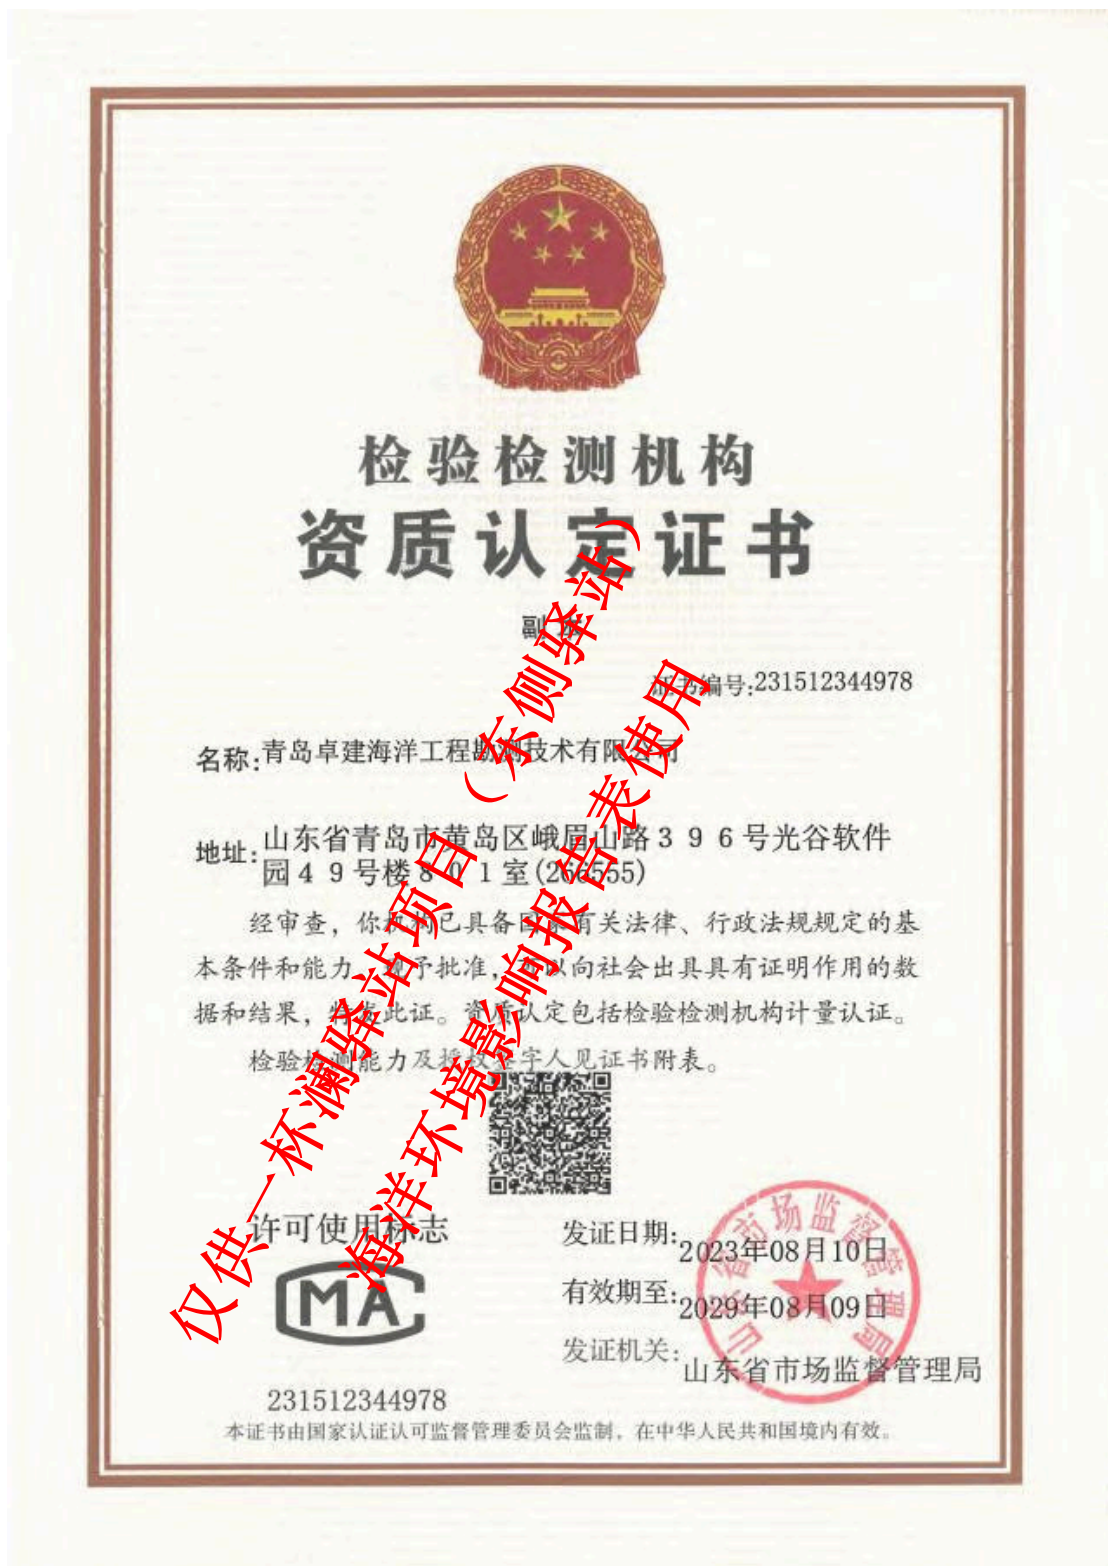 检验检测机构
资质认定证书
副本
证书编号:231512344978
名称:青岛卓建海洋工程勘测技术有限公司
地址:山东省青岛市黄岛区峨眉山路396号光谷软件
园49号楼801室(266555)
经审查，你机构已具备国家有关法律、行政法规规定的基
本条件和能力，现予批准，可以向社会出具具有证明作用的数
据和结果，特发此证。资质认定包括检验检测机构计量认证。
检验检测能力及授权签字人见证书附表。
许可使用标志
MA
231512344978
发证日期:2023年08月10日
有效期至:2029年08月09日
发证机关:山东省市场监督管理局
山东省市场监督管理局
本证书由国家认证认可监督管理委员会监制，在中华人民共和国境内有效。
仅供一杯澜驿站项目（东侧驿站）
海洋环境影响报告表使用